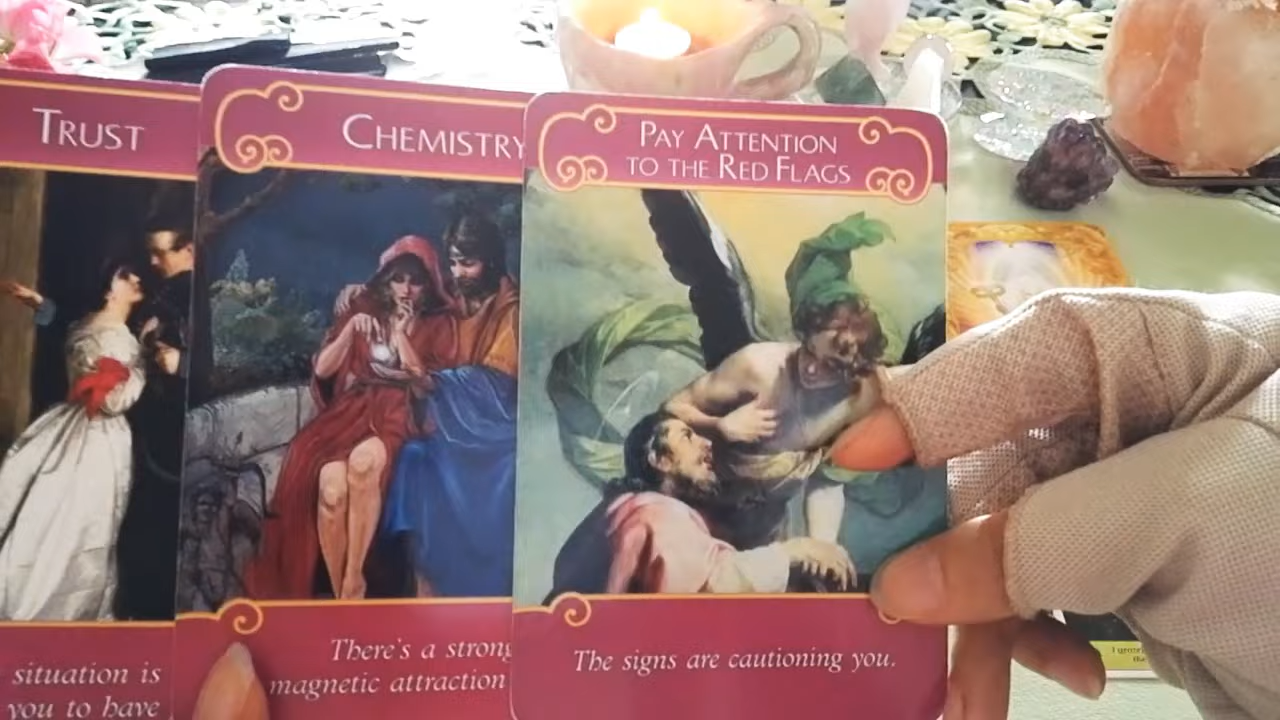 TRUST
CHEMISTRY
PAY ATTENTION
TO THE RED FLAGS
situation is
you to have
There's a strong
magnetic attraction
The signs are cautioning you.